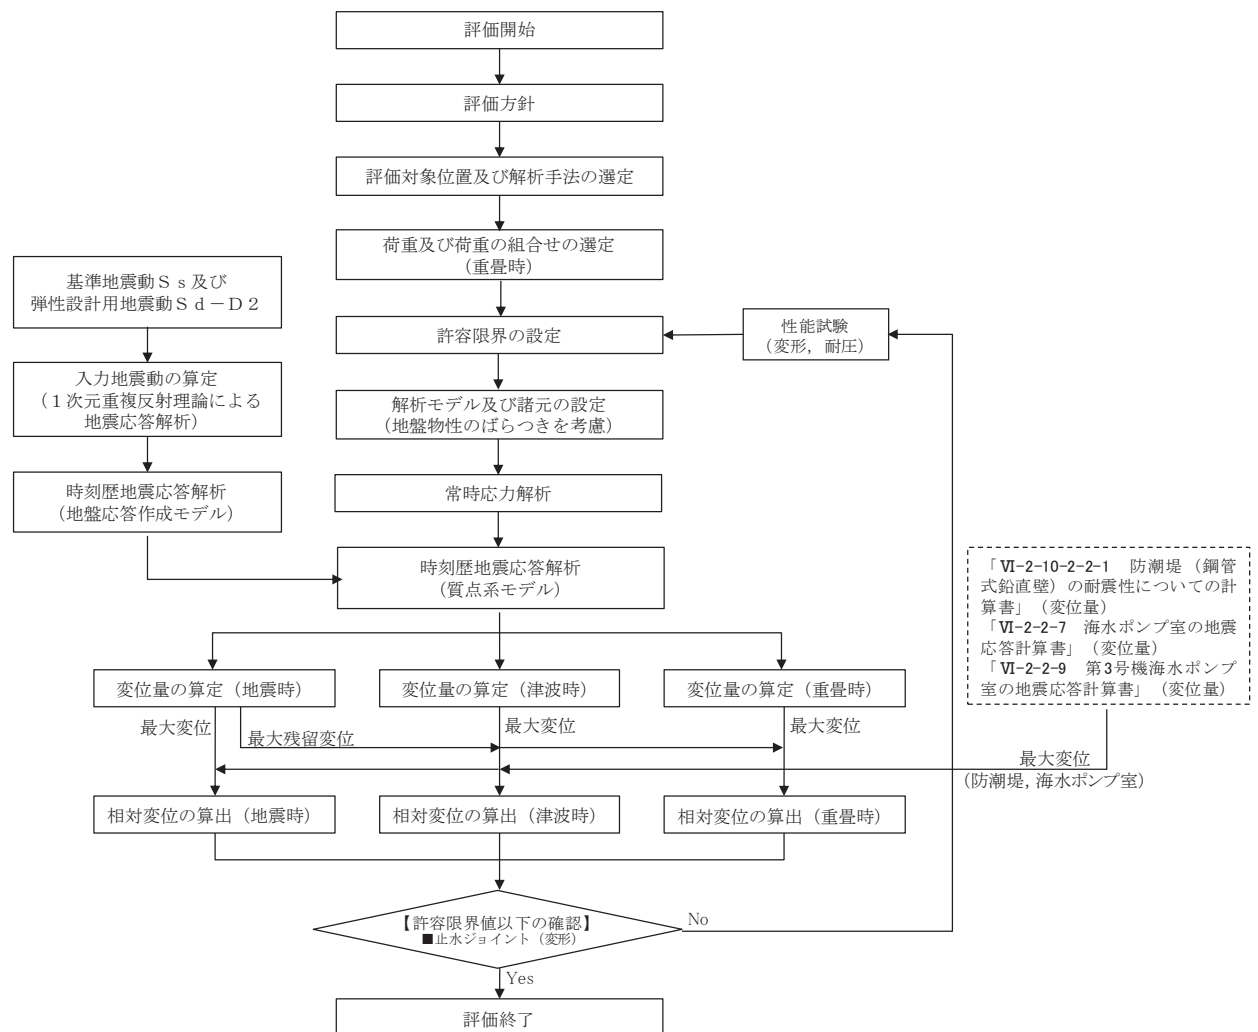 評価開始
評価方針
評価対象位置及び解析手法の選定
荷重及び荷重の組合せの選定
(重畳時)
基準地震動Ｓｓ及び
弾性設計用地震動Ｓｄ－Ｄ２
許容限界の設定
性能試験
(変形，耐圧)
入力地震動の算定
(１次元重複反射理論による
地震応答解析)
解析モデル及び諸元の設定
(地盤物性のばらつきを考慮)
時刻歴地震応答解析
(地盤応答作成モデル)
常時応力解析
時刻歴地震応答解析
(質点系モデル)
「Ⅵ-2-10-2-2-1　防潮堤（鋼管
式鉛直壁）の耐震性についての計
算書」（変位量）
「Ⅵ-2-2-7　海水ポンプ室の地震
応答計算書」（変位量）
「Ⅵ-2-2-9　第3号機海水ポンプ
室の地震応答計算書」（変位量）
変位量の算定（地震時）
変位量の算定（津波時）
変位量の算定（重畳時）
最大変位
最大残留変位
最大変位
最大変位
最大変位
(防潮堤，海水ポンプ室)
相対変位の算出（地震時）
相対変位の算出（津波時）
相対変位の算出（重畳時）
【許容限界値以下の確認】
■止水ジョイント（変形）
No
Yes
評価終了